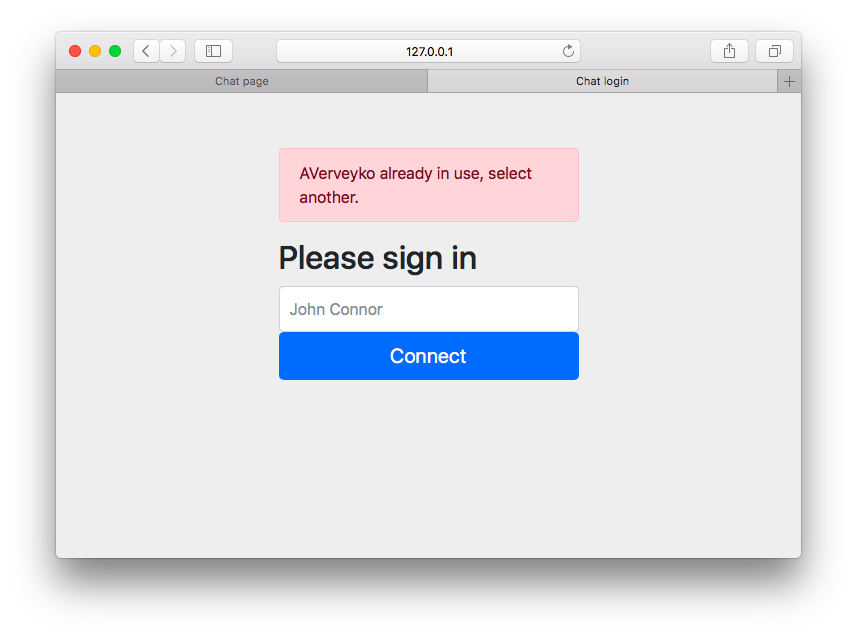 127.0.0.1
Chat page
Chat login
AVerveyko already in use, select
another.
Please sign in
John Connor
Connect